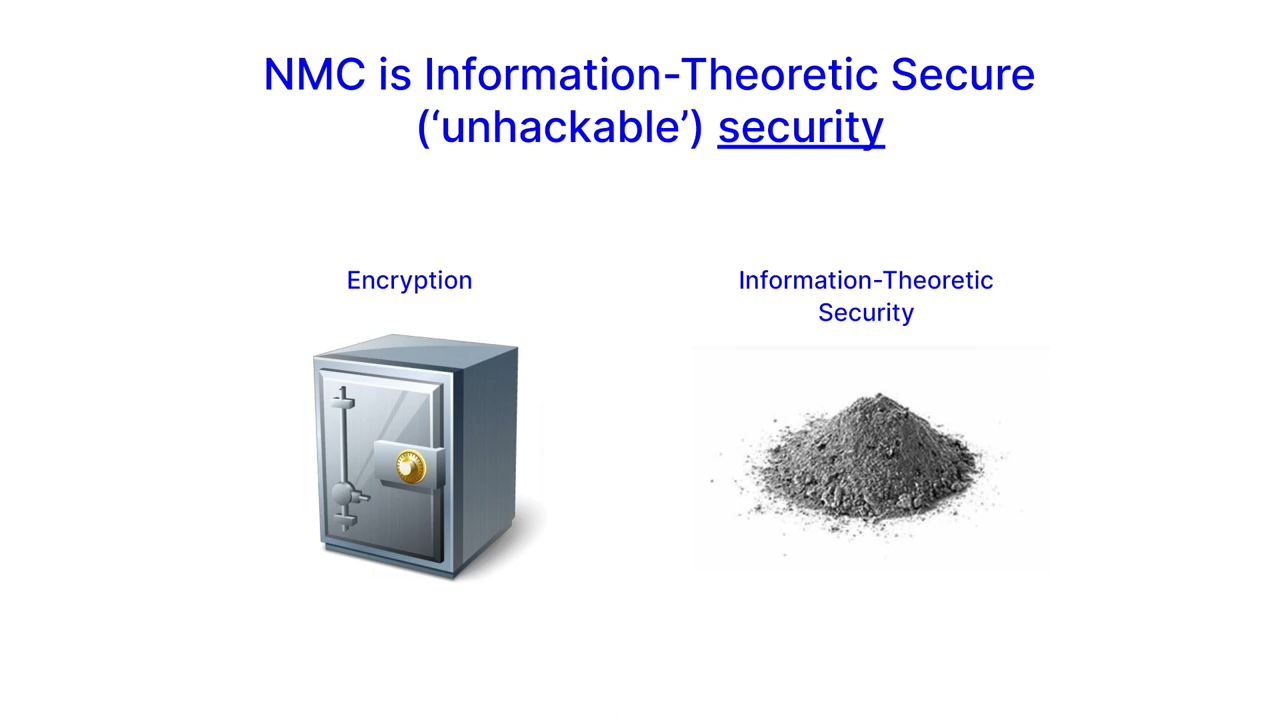 NMC is Information-Theoretic Secure
(‘unhackable’) security
Encryption
Information-Theoretic
Security